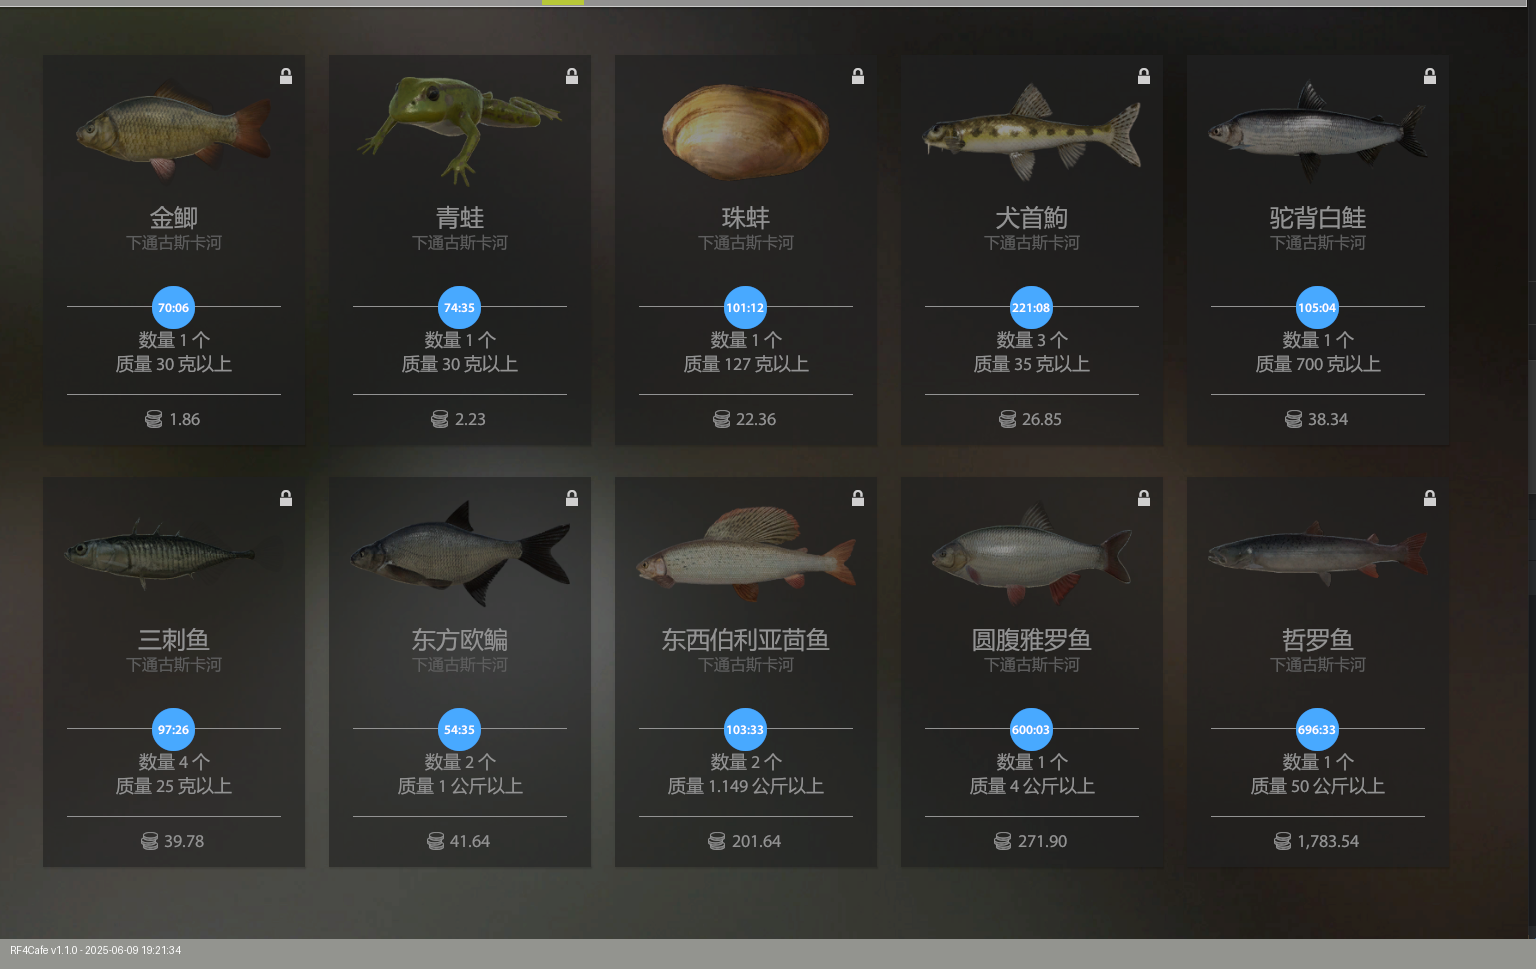 金鲫
下通古斯卡河
70:06
数量 1 个
质量 30 克以上
1.86
青蛙
下通古斯卡河
74:35
数量 1 个
质量 30 克以上
2.23
珠蚌
下通古斯卡河
101:12
数量 1 个
质量 127 克以上
22.36
犬首鮈
下通古斯卡河
221:08
数量 3 个
质量 35 克以上
26.85
驼背白鲑
下通古斯卡河
105:04
数量 1 个
质量 700 克以上
38.34
三刺鱼
下通古斯卡河
97:26
数量 4 个
质量 25 克以上
39.78
东方欧鳊
下通古斯卡河
54:35
数量 2 个
质量 1 公斤以上
41.64
东西伯利亚茴鱼
下通古斯卡河
103:33
数量 2 个
质量 1.149 公斤以上
201.64
圆腹雅罗鱼
下通古斯卡河
600:03
数量 1 个
质量 4 公斤以上
271.90
哲罗鱼
下通古斯卡河
696:33
数量 1 个
质量 50 公斤以上
1,783.54
RF4Cafe v1.1.0 - 2025-06-09 19:21:34